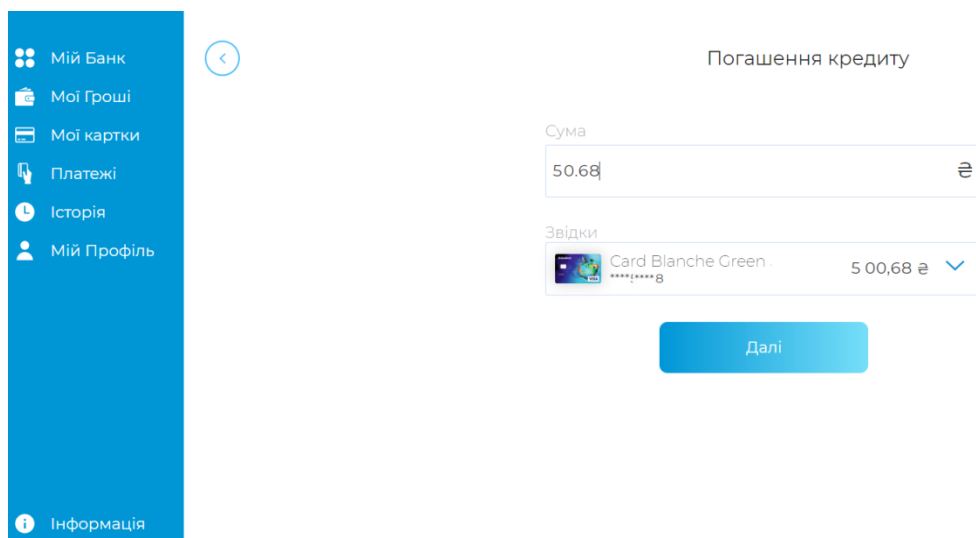 Мій Банк
Мої Гроші
Мої картки
Платежі
Історія
Мій Профіль
Інформація
Погашення кредиту
Сума
50.68 ₴
Звідки
Card Blanche Green
5 00,68 ₴
Далі